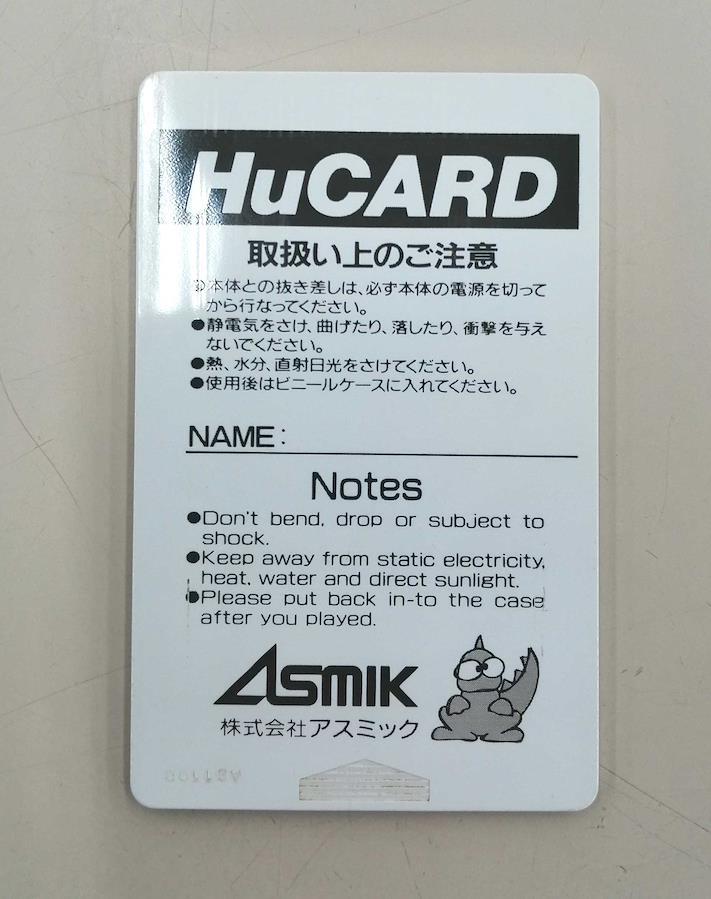 HuCARD
取扱い上のご注意
●本体との抜き差しは、必ず本体の電源を切って
から行なってください。
●静電気をさけ、曲げたり、落したり、衝撃を与え
ないでください。
●熱、水分、直射日光をさけてください。
●使用後はビニールケースに入れてください。
NAME:
Notes
●Don't bend, drop or subject to
shock.
●Keep away from static electricity,
heat, water and direct sunlight.
●Please put back in-to the case
after you played.
ASMIK
株式会社アスミック